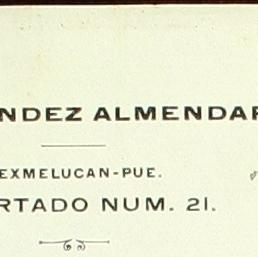 NDEZ ALMENDAR
EXMELUCAN-PUE.
RTADO NUM. 21.